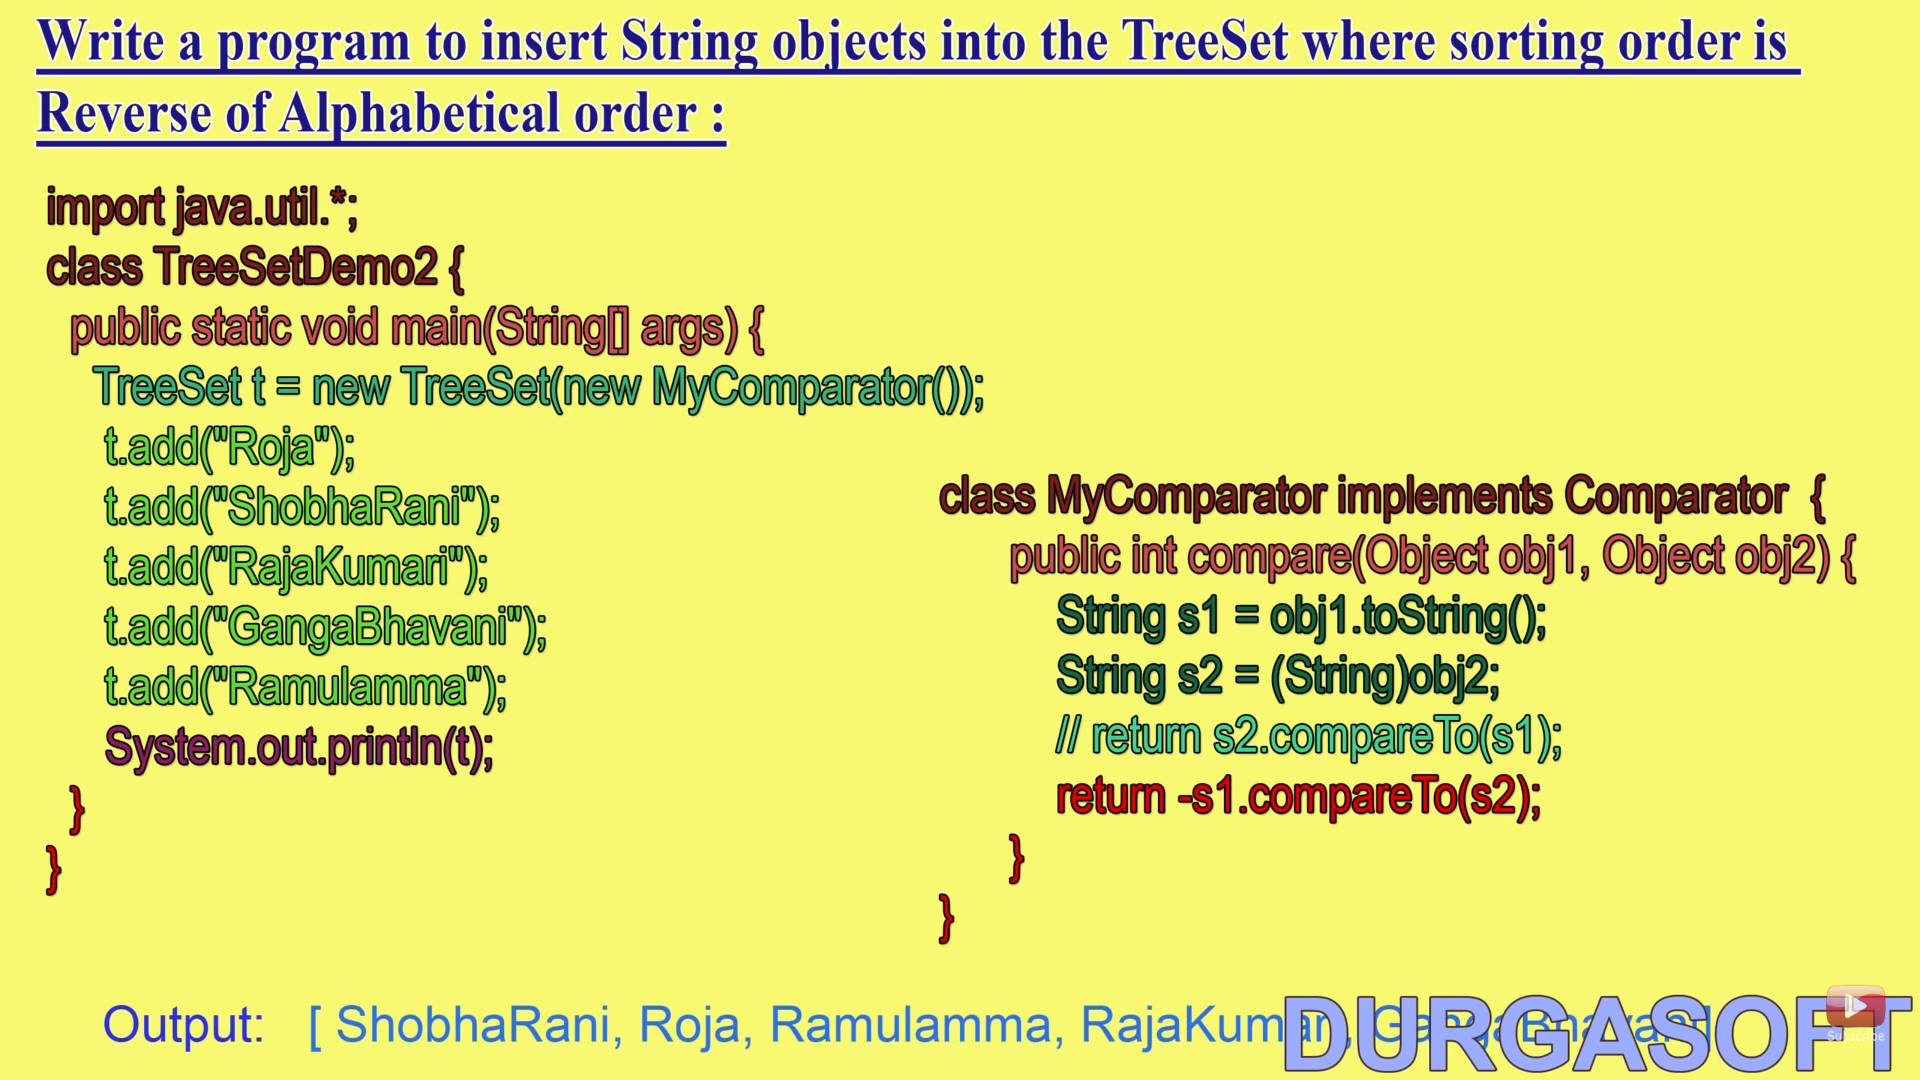 Write a program to insert String objects into the TreeSet where sorting order is
Reverse of Alphabetical order :
import java.util.*;
class TreeSetDemo2 {
public static void main(String[] args) {
TreeSet t = new TreeSet(new MyComparator());
t.add("Roja");
t.add("ShobhaRani");
t.add("RajaKumari");
t.add("GangaBhavani");
t.add("Ramulamma");
System.out.println(t);
}
}
class MyComparator implements Comparator {
public int compare(Object obj1, Object obj2) {
String s1 = obj1.toString();
String s2 = (String)obj2;
// return s2.compareTo(s1);
return -s1.compareTo(s2);
}
}
Output: [ ShobhaRani, Roja, Ramulamma, RajaKumari, GangaBhavani]
DURGASOFT
Subscribe